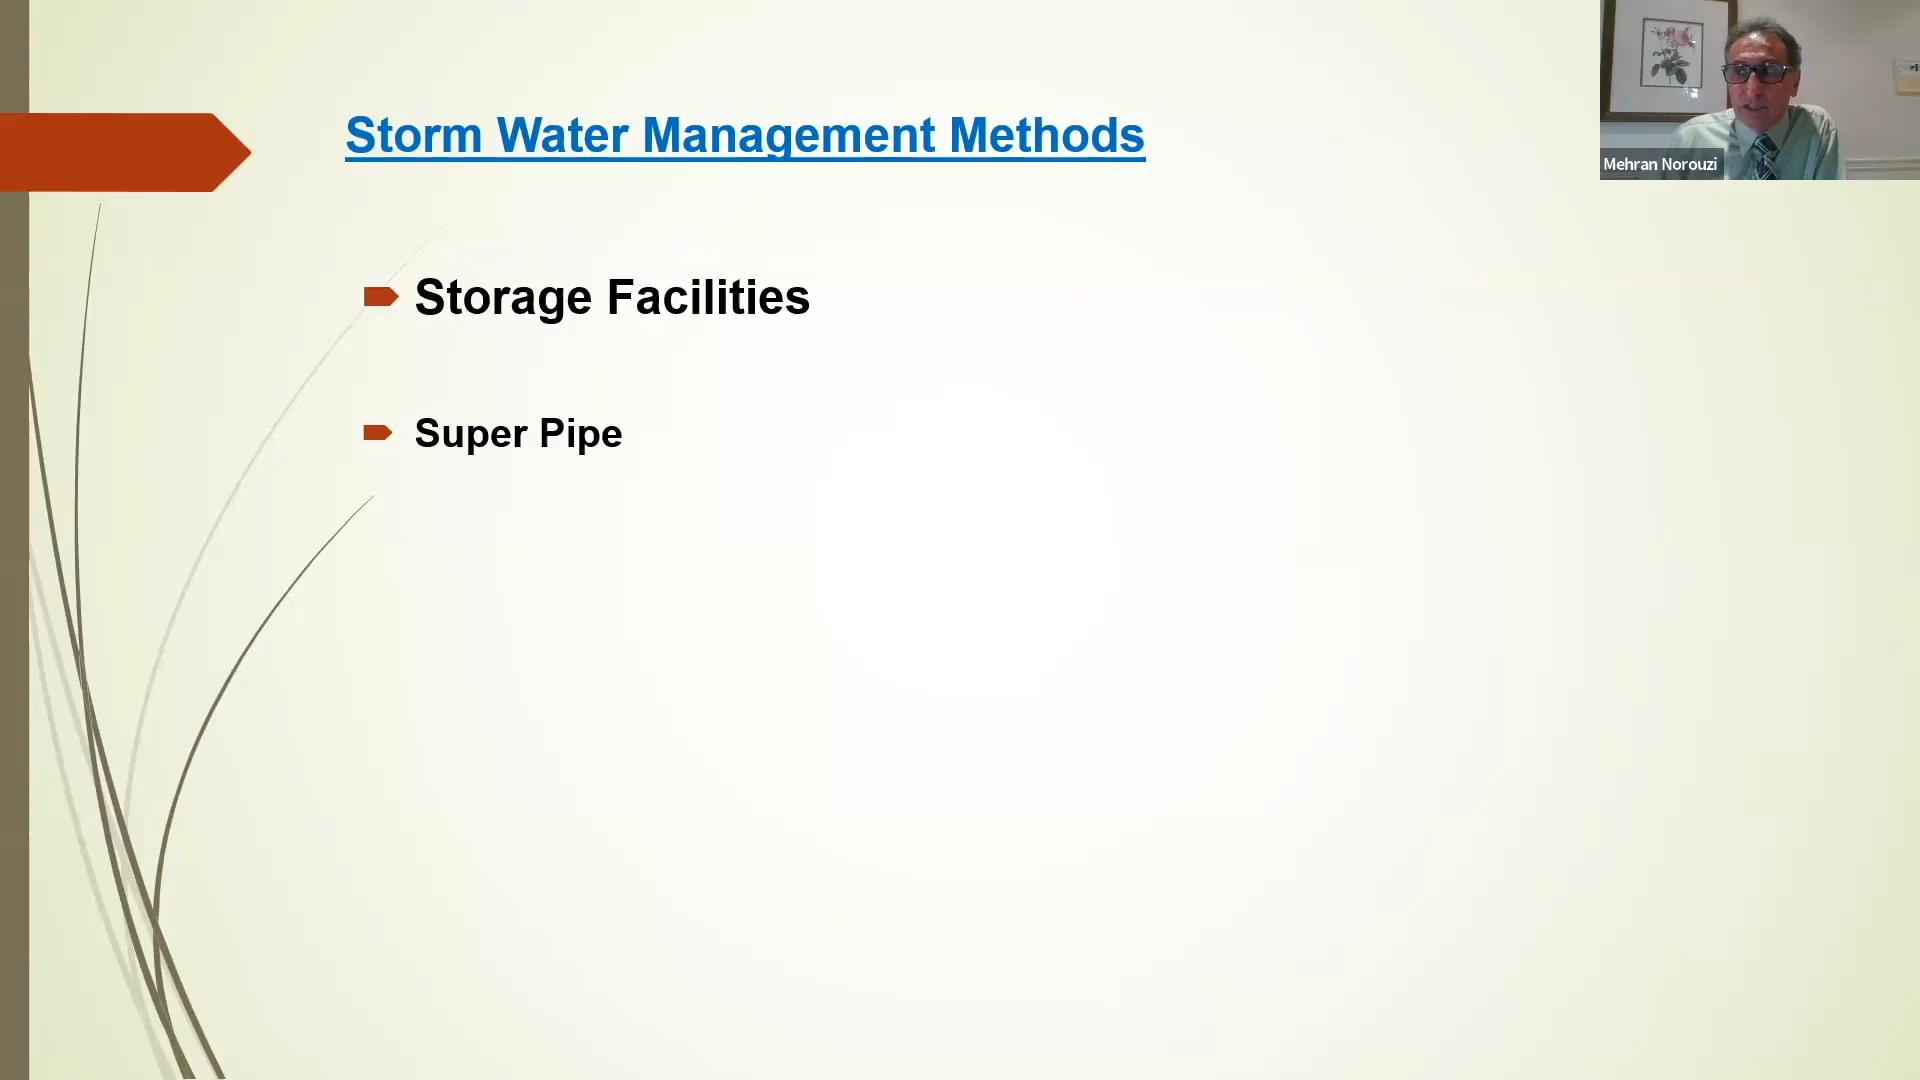 Storm Water Management Methods
Mehran Norouzi
Storage Facilities
Super Pipe